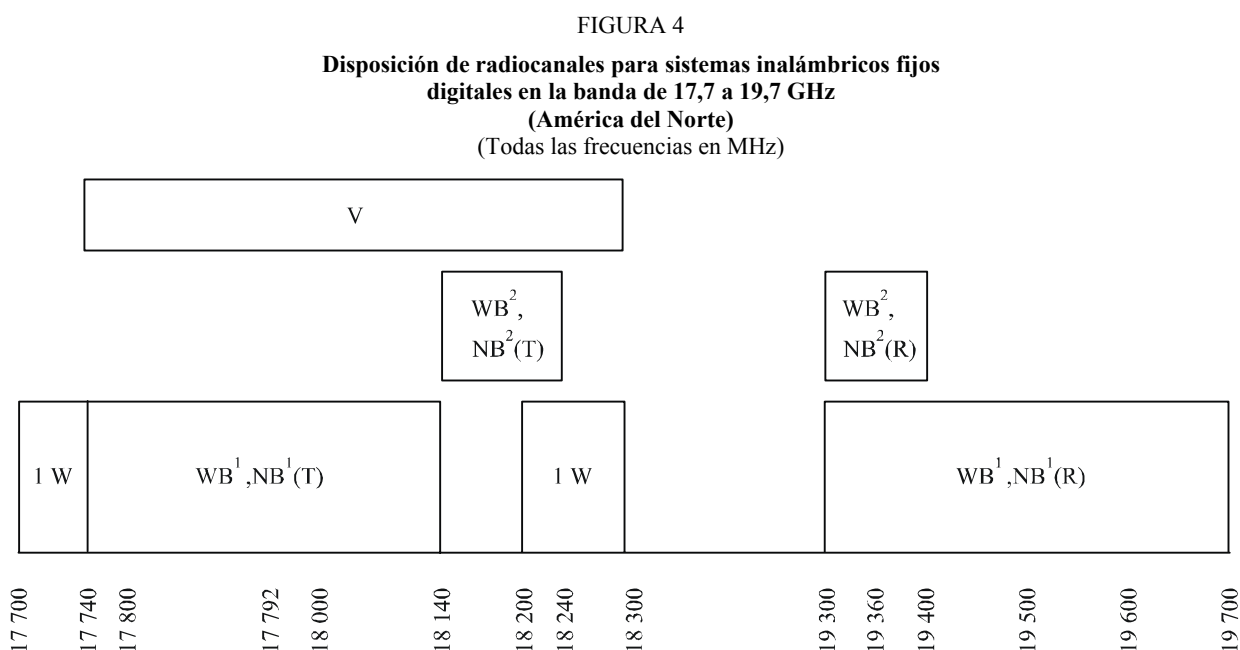 FIGURA 4
Disposición de radiocanales para sistemas inalámbricos fijos
digitales en la banda de 17,7 a 19,7 GHz
(América del Norte)
(Todas las frecuencias en MHz)
V
WB²,
NB²(T)
WB²,
NB²(R)
1 W
WB¹,NB¹(T)
1 W
WB¹,NB¹(R)
17 700
17 740
17 800
17 792
18 000
18 140
18 200
18 240
18 300
19 300
19 360
19 400
19 500
19 600
19 700